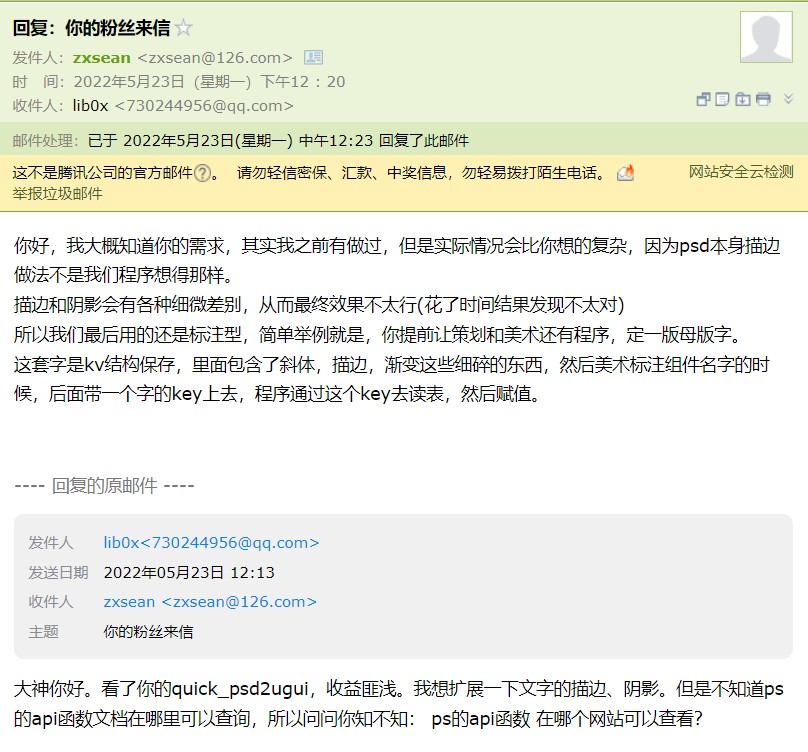 回复：你的粉丝来信
发件人：zxsean <zxsean@126.com>
时 间：2022年5月23日（星期一）下午12：20
收件人：lib0x <730244956@qq.com>
邮件处理：已于 2022年5月23日(星期一) 中午12:23 回复了此邮件
这不是腾讯公司的官方邮件?。 请勿轻信密保、汇款、中奖信息，勿轻易拨打陌生电话。 网站安全云检测
举报垃圾邮件
你好，我大概知道你的需求，其实我之前有做过，但是实际情况会比你想的复杂，因为psd本身描边
做法不是我们程序想得那样。
描边和阴影会有各种细微差别，从而最终效果不太行(花了时间结果发现不太对)
所以我们最后用的还是标注型，简单举例就是，你提前让策划和美术还有程序，定一版母版字。
这套字是kv结构保存，里面包含了斜体，描边，渐变这些细碎的东西，然后美术标注组件名字的时
候，后面带一个字的key上去，程序通过这个key去读表，然后赋值。
---- 回复的原邮件 ----
发件人 lib0x<730244956@qq.com>
发送日期 2022年05月23日 12:13
收件人 zxsean <zxsean@126.com>
主题 你的粉丝来信
大神你好。看了你的quick_psd2ugui，收益匪浅。我想扩展一下文字的描边、阴影。但是不知道ps
的api函数文档在哪里可以查询，所以问问你知不知： ps的api函数 在哪个网站可以查看？